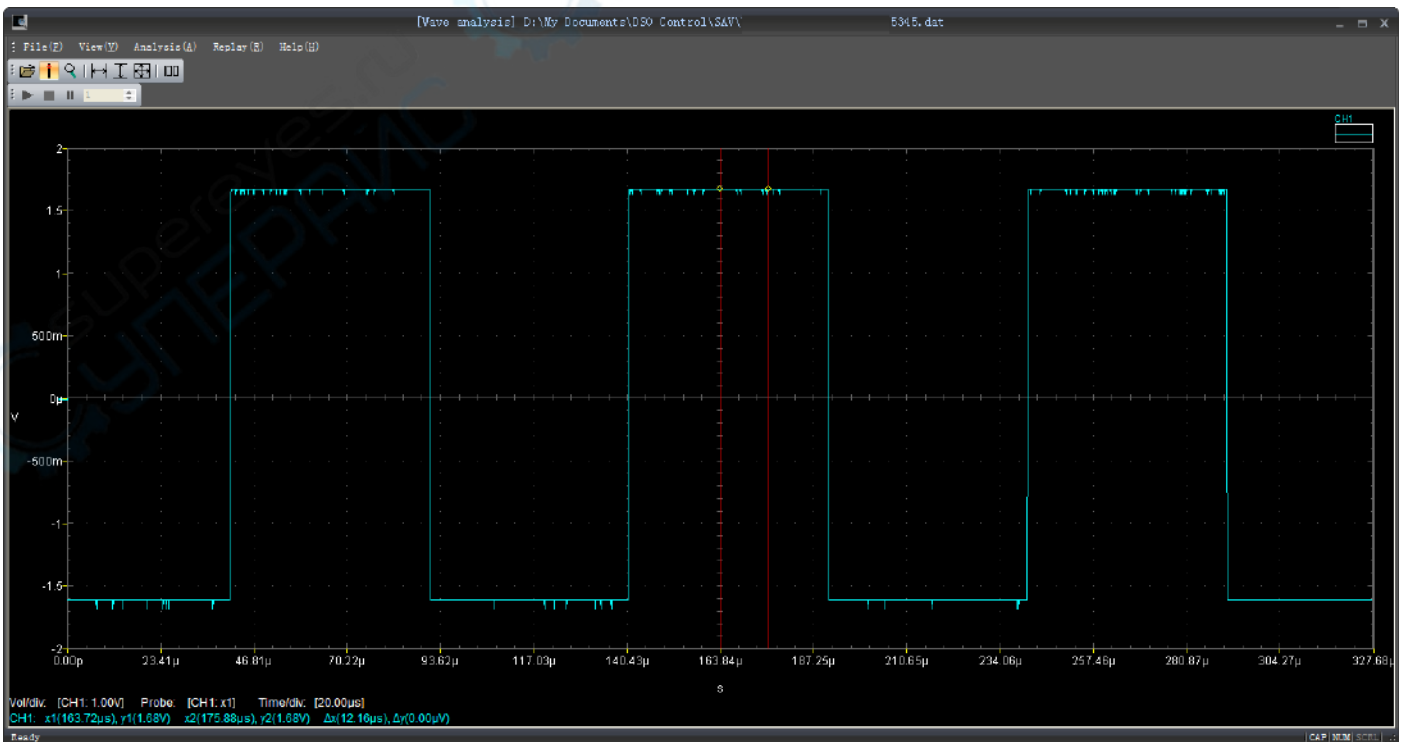 [Wave analysis] D:\My Documents\DSO Control\SAV\' 5345.dat
File(F) View(V) Analysis(A) Replay(R) Help(H)
1
CH1
2
1.5
1
500m
0µ
V
-500m
-1
-1.5
-2
0.00p 23.41µ 46.81µ 70.22µ 93.62µ 117.03µ 140.43µ 163.84µ 187.25µ 210.65µ 234.06µ 257.46µ 280.87µ 304.27µ 327.68µ
s
Vol/div: [CH1: 1.00V] Probe: [CH1: x1] Time/div: [20.00µs]
CH1: x1(163.72µs), y1(1.68V) x2(175.88µs), y2(1.68V) Δx(12.16µs), Δy(0.00µV)
Ready CAP NUM SCRL
supereyes.ru
СУПЕРАЙС